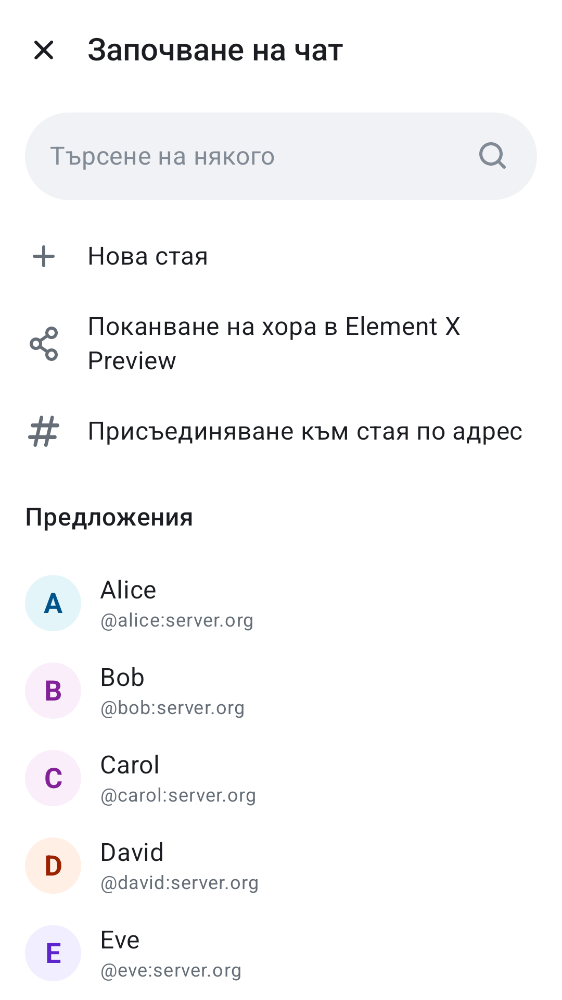 Започване на чат
Търсене на някого
Нова стая
Поканване на хора в Element X
Preview
Присъединяване към стая по адрес
Предложения
A
Alice
@alice:server.org
B
Bob
@bob:server.org
C
Carol
@carol:server.org
D
David
@david:server.org
E
Eve
@eve:server.org